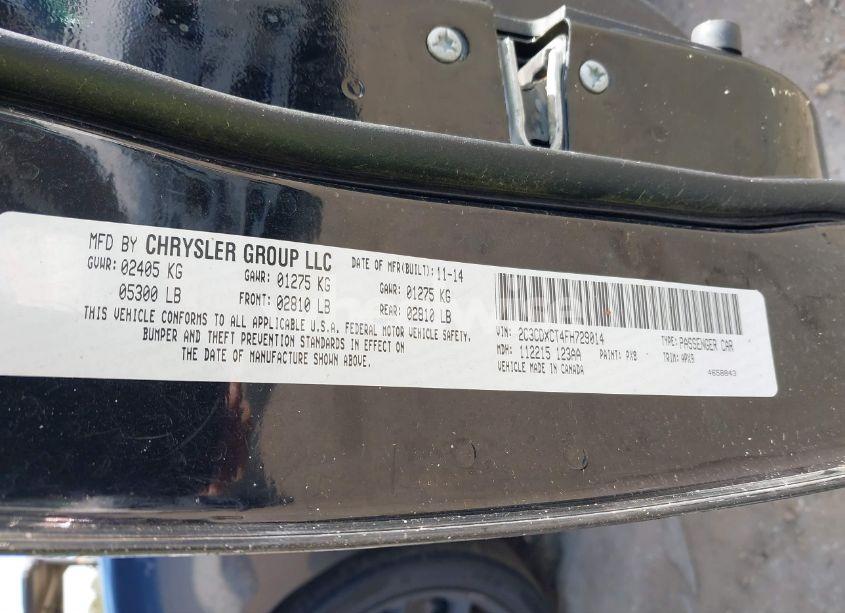 MFD BY CHRYSLER GROUP LLC DATE OF MFR(BUILT): 11-14
GVWR: 02405 KG GAWR: 01275 KG GAWR: 01275 KG
05300 LB FRONT: 02810 LB REAR: 02810 LB
THIS VEHICLE CONFORMS TO ALL APPLICABLE U.S.A. FEDERAL MOTOR VEHICLE SAFETY,
BUMPER AND THEFT PREVENTION STANDARDS IN EFFECT ON
THE DATE OF MANUFACTURE SHOWN ABOVE.
VIN: 2C3CDXCT4FH729014 TYPE: PASSENGER CAR
MDH: 112215 123AA PAINT: PX8 TRIM: APX9
VEHICLE MADE IN CANADA 4658843